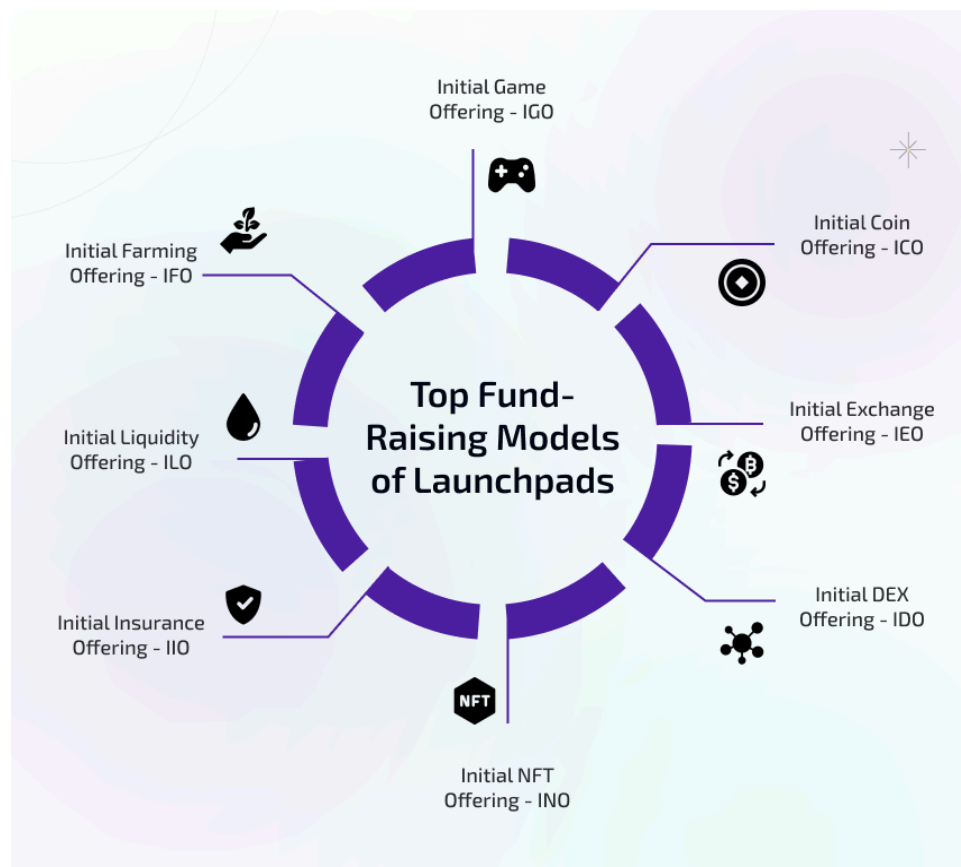 Initial Game
Offering - IGO
Initial Coin
Offering - ICO
Initial Farming
Offering - IFO
Top Fund-
Raising Models
of Launchpads
Initial Exchange
Offering - IEO
Initial Liquidity
Offering - ILO
Initial DEX
Offering - IDO
Initial Insurance
Offering - IIO
NFT
Initial NFT
Offering - INO